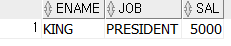 ENAME JOB SAL
1 KING PRESIDENT 5000